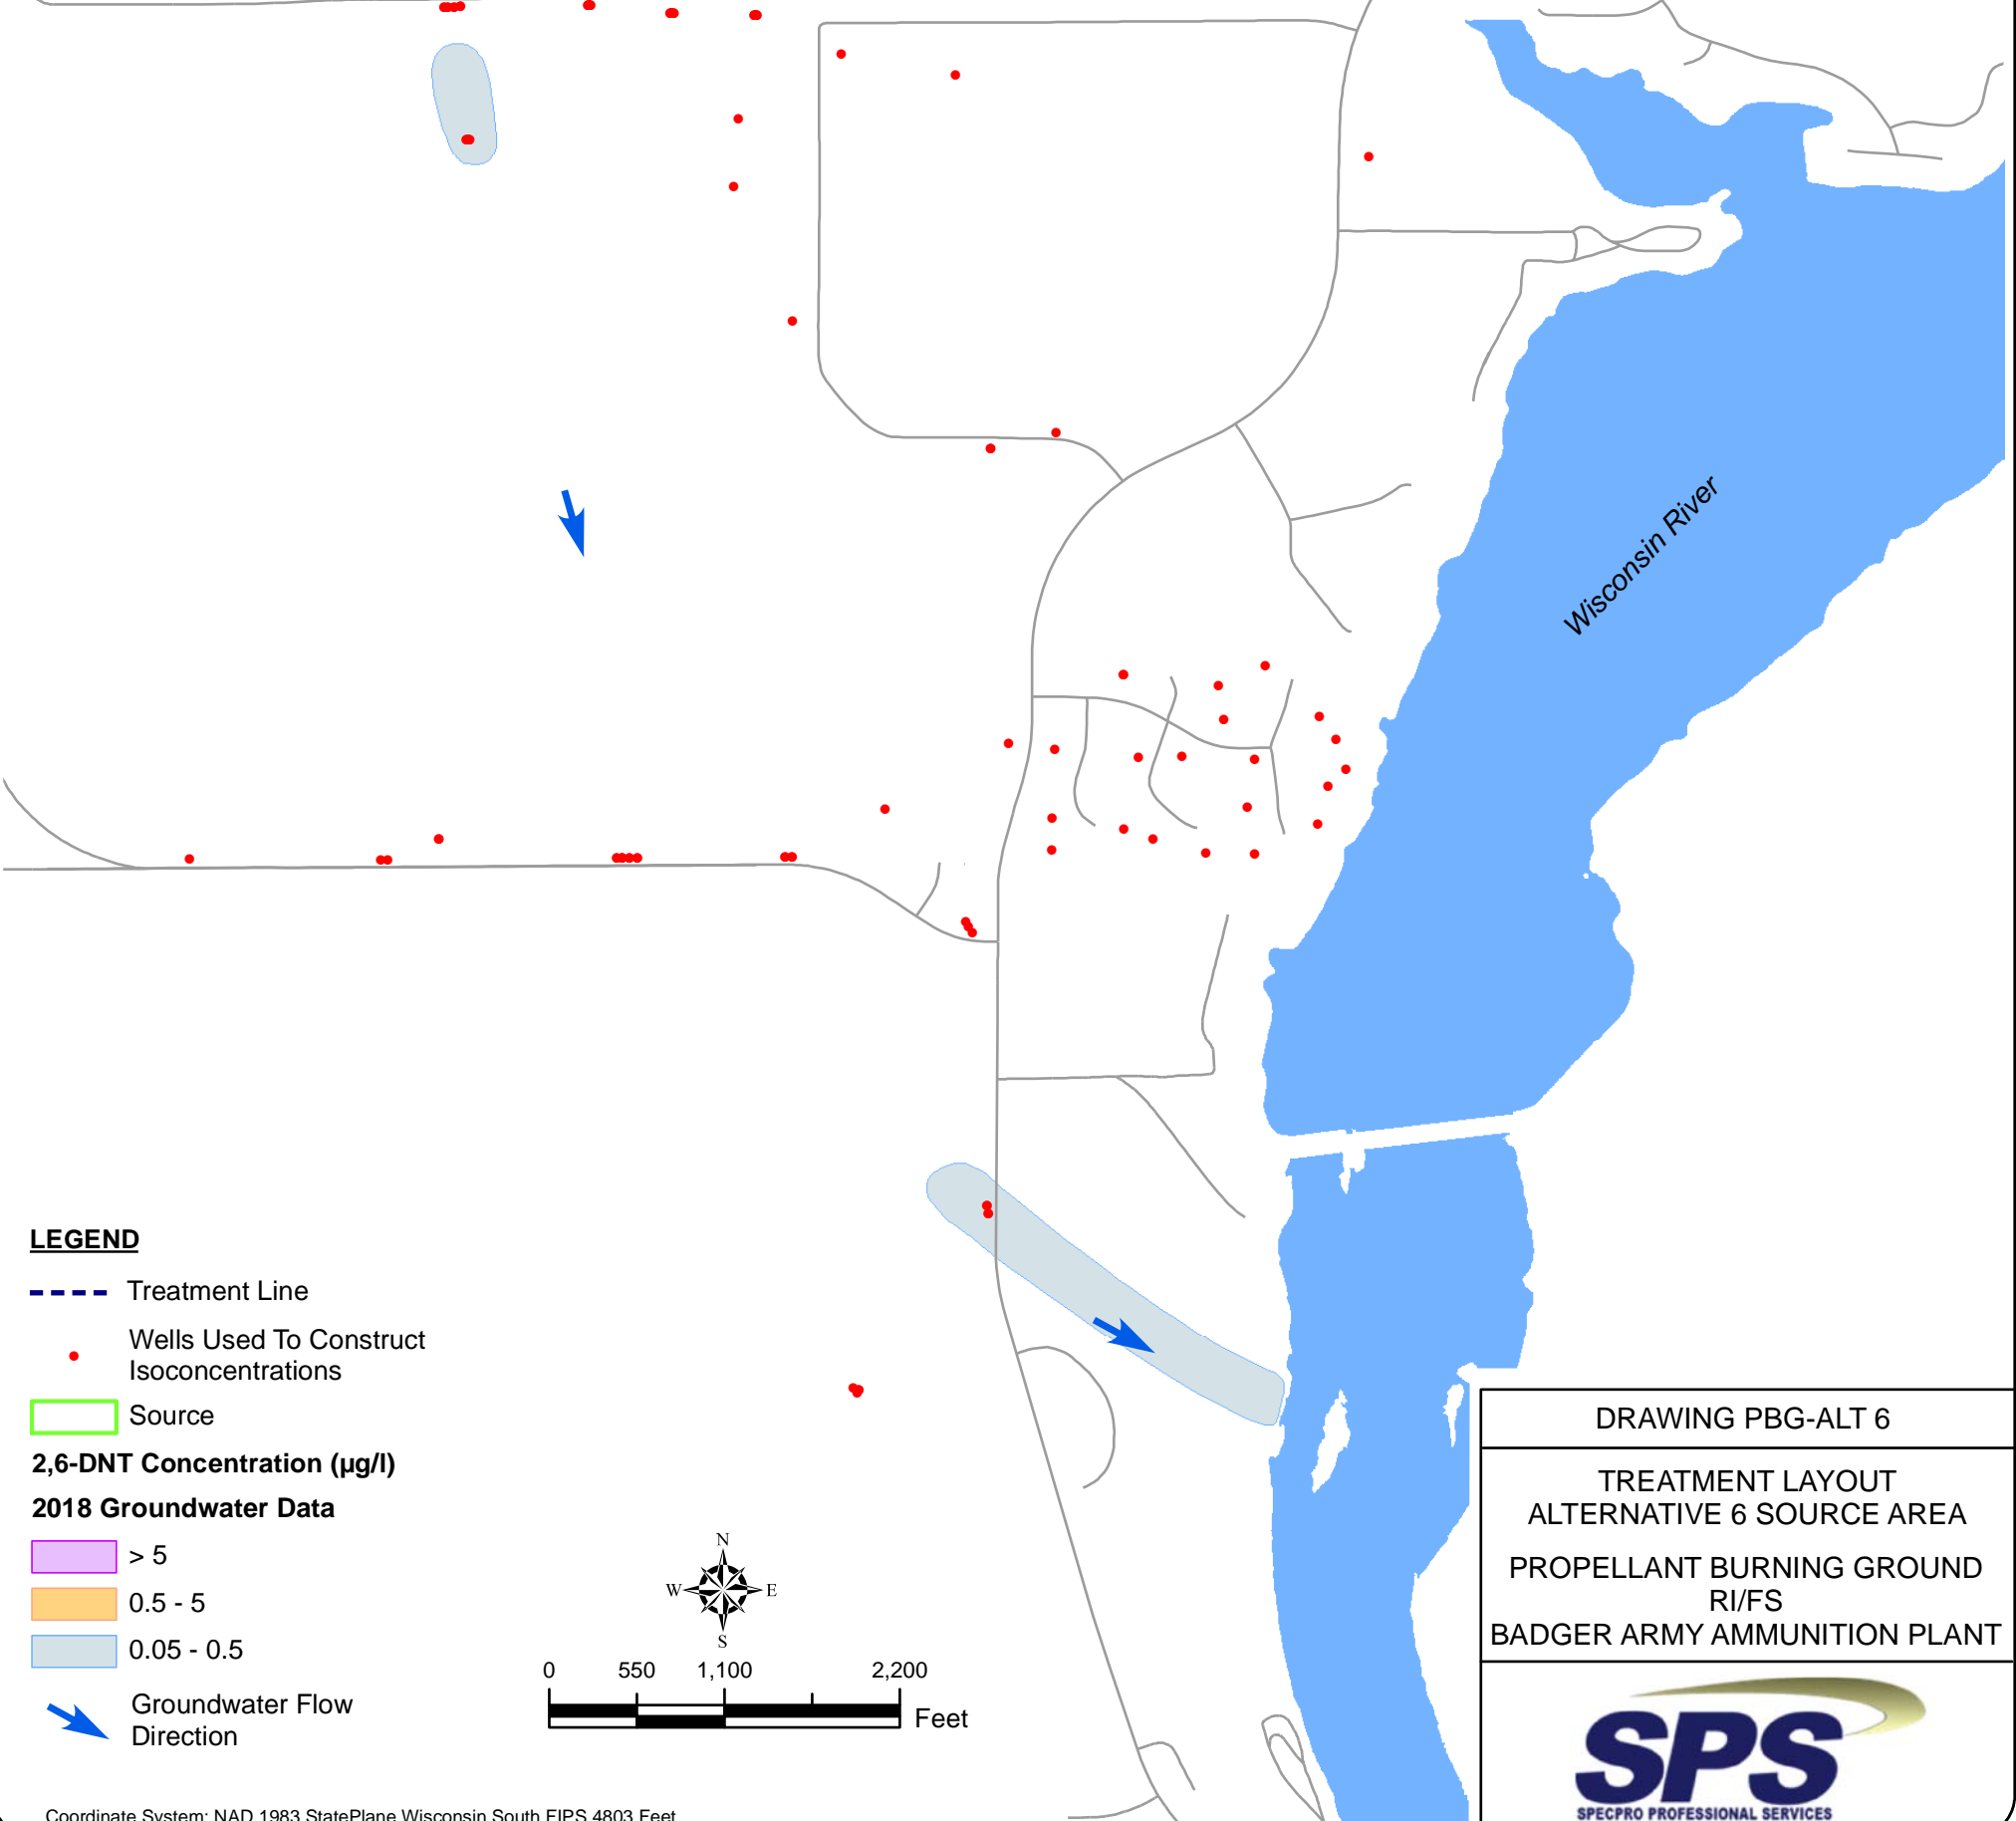 Wisconsin River
LEGEND
Treatment Line
Wells Used To Construct
Isoconcentrations
Source
2,6-DNT Concentration (µg/l)
2018 Groundwater Data
> 5
0.5 - 5
0.05 - 0.5
Groundwater Flow
Direction
N
W E
S
0 550 1,100 2,200
Feet
Coordinate System: NAD 1983 StatePlane Wisconsin South FIPS 4803 Feet
DRAWING PBG-ALT 6
TREATMENT LAYOUT
ALTERNATIVE 6 SOURCE AREA
PROPELLANT BURNING GROUND
RI/FS
BADGER ARMY AMMUNITION PLANT
SPS
SPECPRO PROFESSIONAL SERVICES